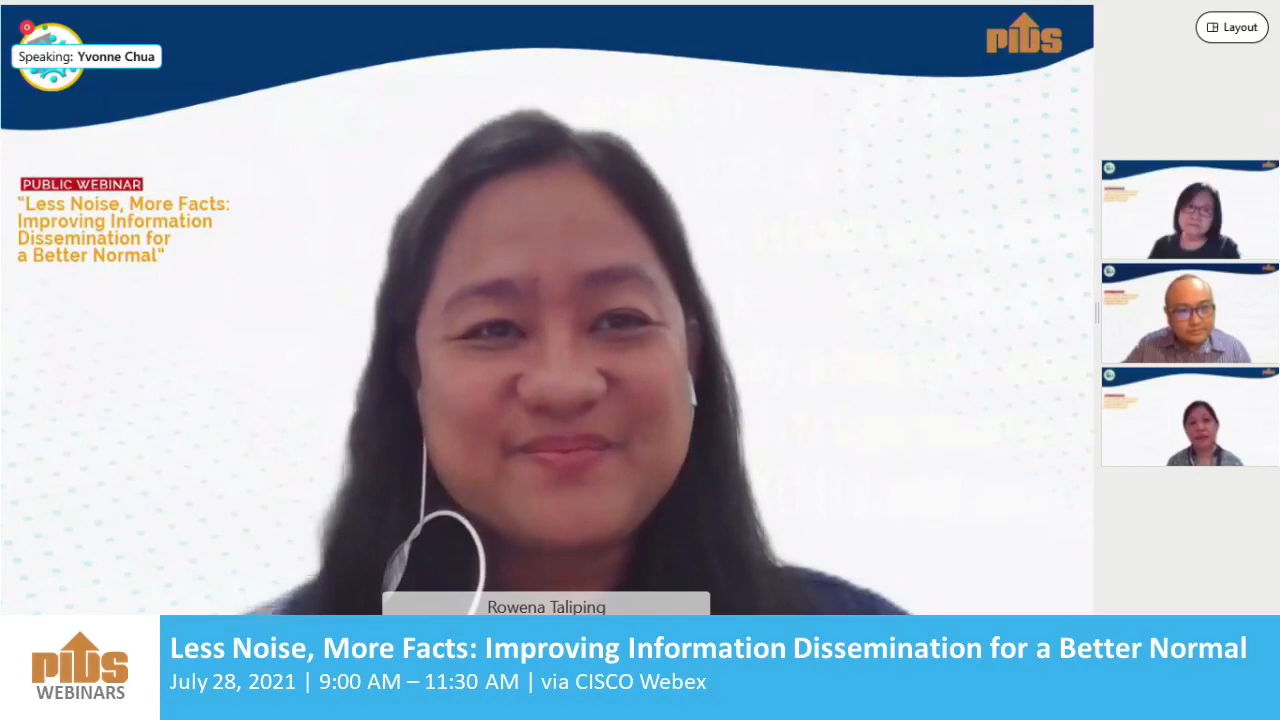 Speaking: Yvonne Chua
PIDS
Layout
PUBLIC WEBINAR
"Less Noise, More Facts:
Improving Information
Dissemination for
a Better Normal"
Rowena Taliping
PIDS
WEBINARS
Less Noise, More Facts: Improving Information Dissemination for a Better Normal
July 28, 2021 | 9:00 AM – 11:30 AM | via CISCO Webex